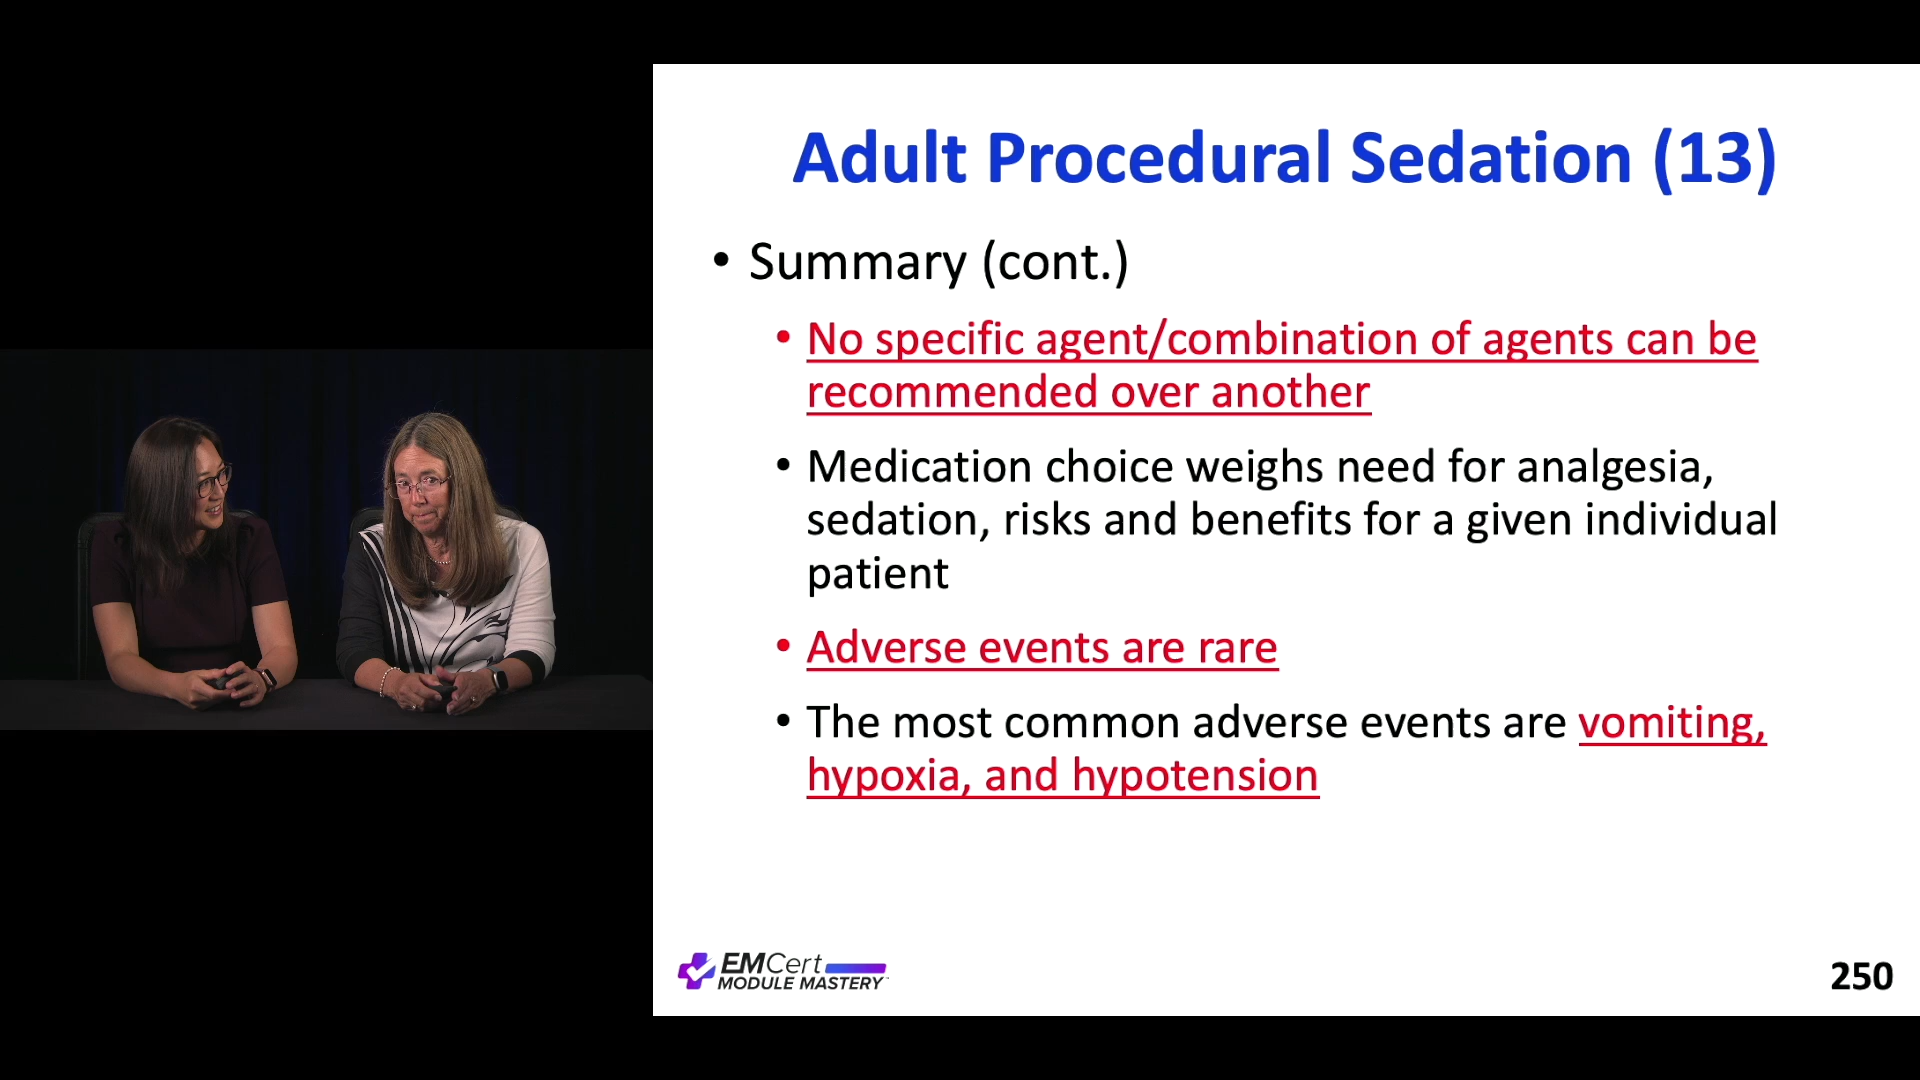 Adult Procedural Sedation (13)
• Summary (cont.)
• No specific agent/combination of agents can be
recommended over another
• Medication choice weighs need for analgesia,
sedation, risks and benefits for a given individual
patient
• Adverse events are rare
• The most common adverse events are vomiting,
hypoxia, and hypotension
EMCert
MODULE MASTERY
250